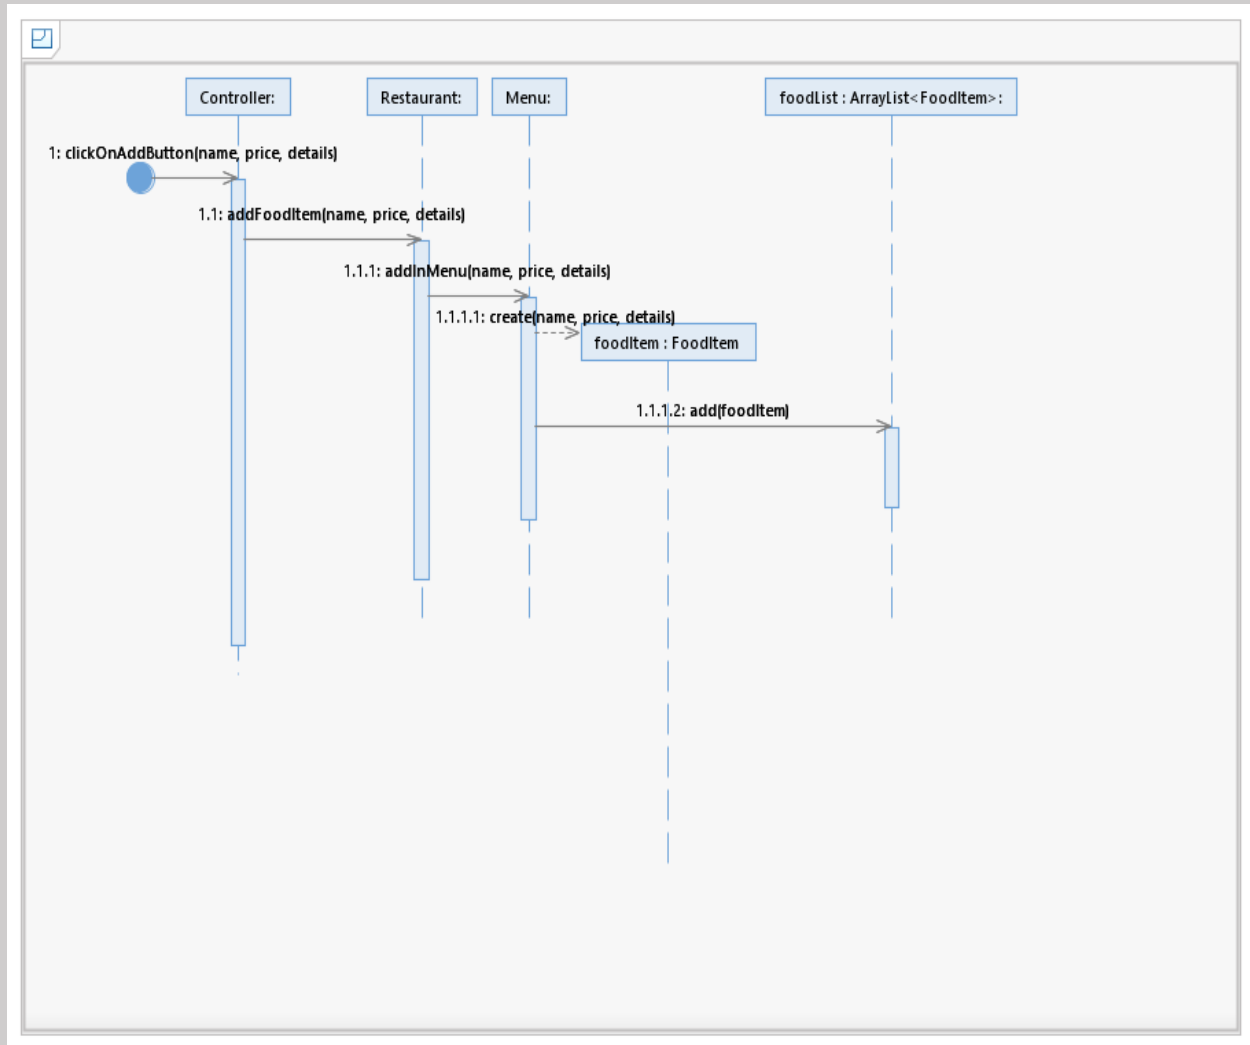 Controller:
Restaurant:
Menu:
foodList : ArrayList<FoodItem>:
1: clickOnAddButton(name, price, details)
1.1: addFoodItem(name, price, details)
1.1.1: addInMenu(name, price, details)
1.1.1.1: create(name, price, details)
foodItem : FoodItem
1.1.1.2: add(foodItem)